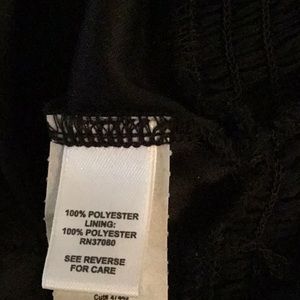 100% POLYESTER
LINING:
100% POLYESTER
RN37080
SEE REVERSE
FOR CARE